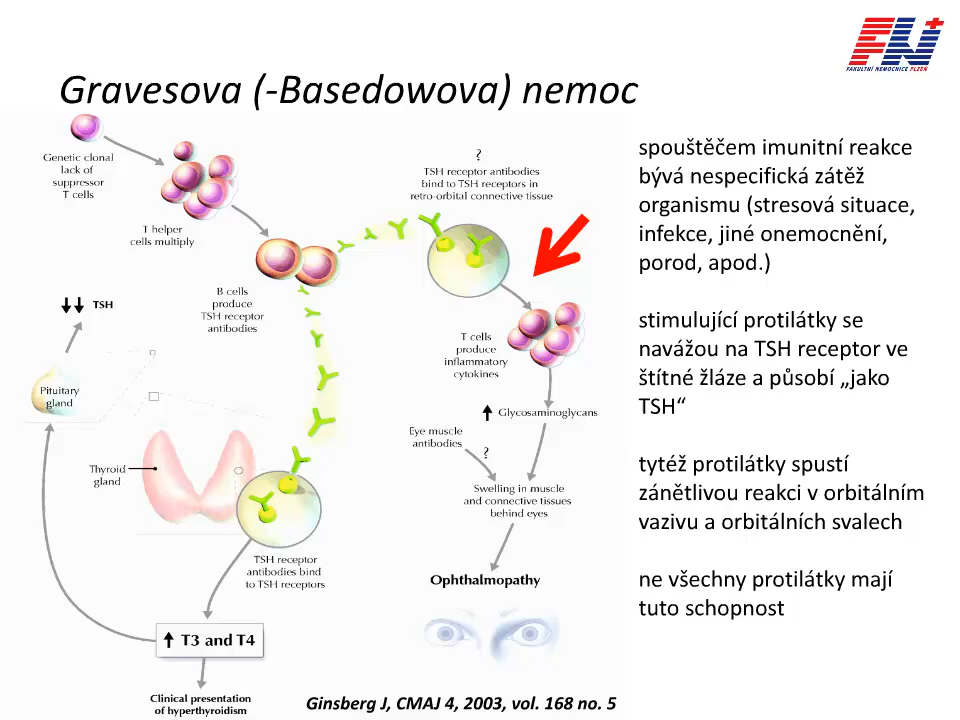 FN
FAKULTNÍ NEMOCNICE PLZEŇ
Gravesova (-Basedowova) nemoc
Genetic clonal
lack of
suppressor
T cells
T helper
cells multiply
B cells
produce
TSH receptor
antibodies
?
TSH receptor antibodies
bind to TSH receptors in
retro-orbital connective tissue
T cells
produce
inflammatory
cytokines
Glycosaminoglycans
Eye muscle
antibodies
?
Swelling in muscle
and connective tissues
behind eyes
Ophthalmopathy
TSH
Pituitary
gland
Thyroid
gland
TSH receptor
antibodies bind
to TSH receptors
T3 and T4
Clinical presentation
of hyperthyroidism
Ginsberg J, CMAJ 4, 2003, vol. 168 no. 5
spouštěčem imunitní reakce
bývá nespecifická zátěž
organismu (stresová situace,
infekce, jiné onemocnění,
porod, apod.)
stimulující protilátky se
navážou na TSH receptor ve
štítné žláze a působí „jako
TSH“
tytéž protilátky spustí
zánětlivou reakci v orbitálním
vazivu a orbitálních svalech
ne všechny protilátky mají
tuto schopnost